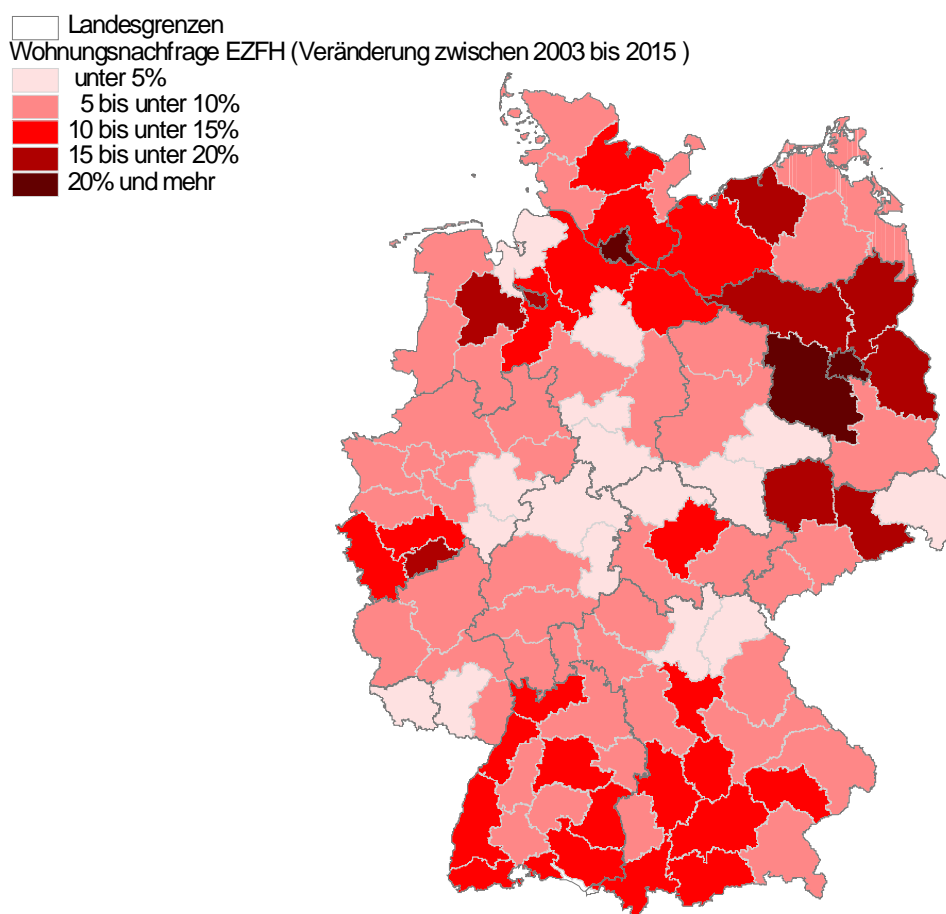 Landesgrenzen
Wohnungsnachfrage EZFH (Veränderung zwischen 2003 bis 2015 )
unter 5%
5 bis unter 10%
10 bis unter 15%
15 bis unter 20%
20% und mehr